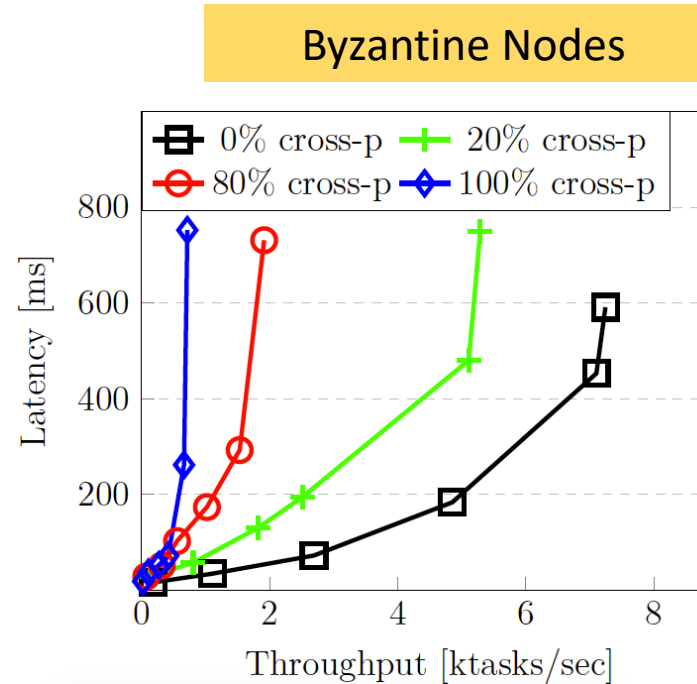 Byzantine Nodes
0% cross-p 20% cross-p
80% cross-p 100% cross-p
800
600
400
200
Latency [ms]
0 2 4 6 8
Throughput [ktasks/sec]